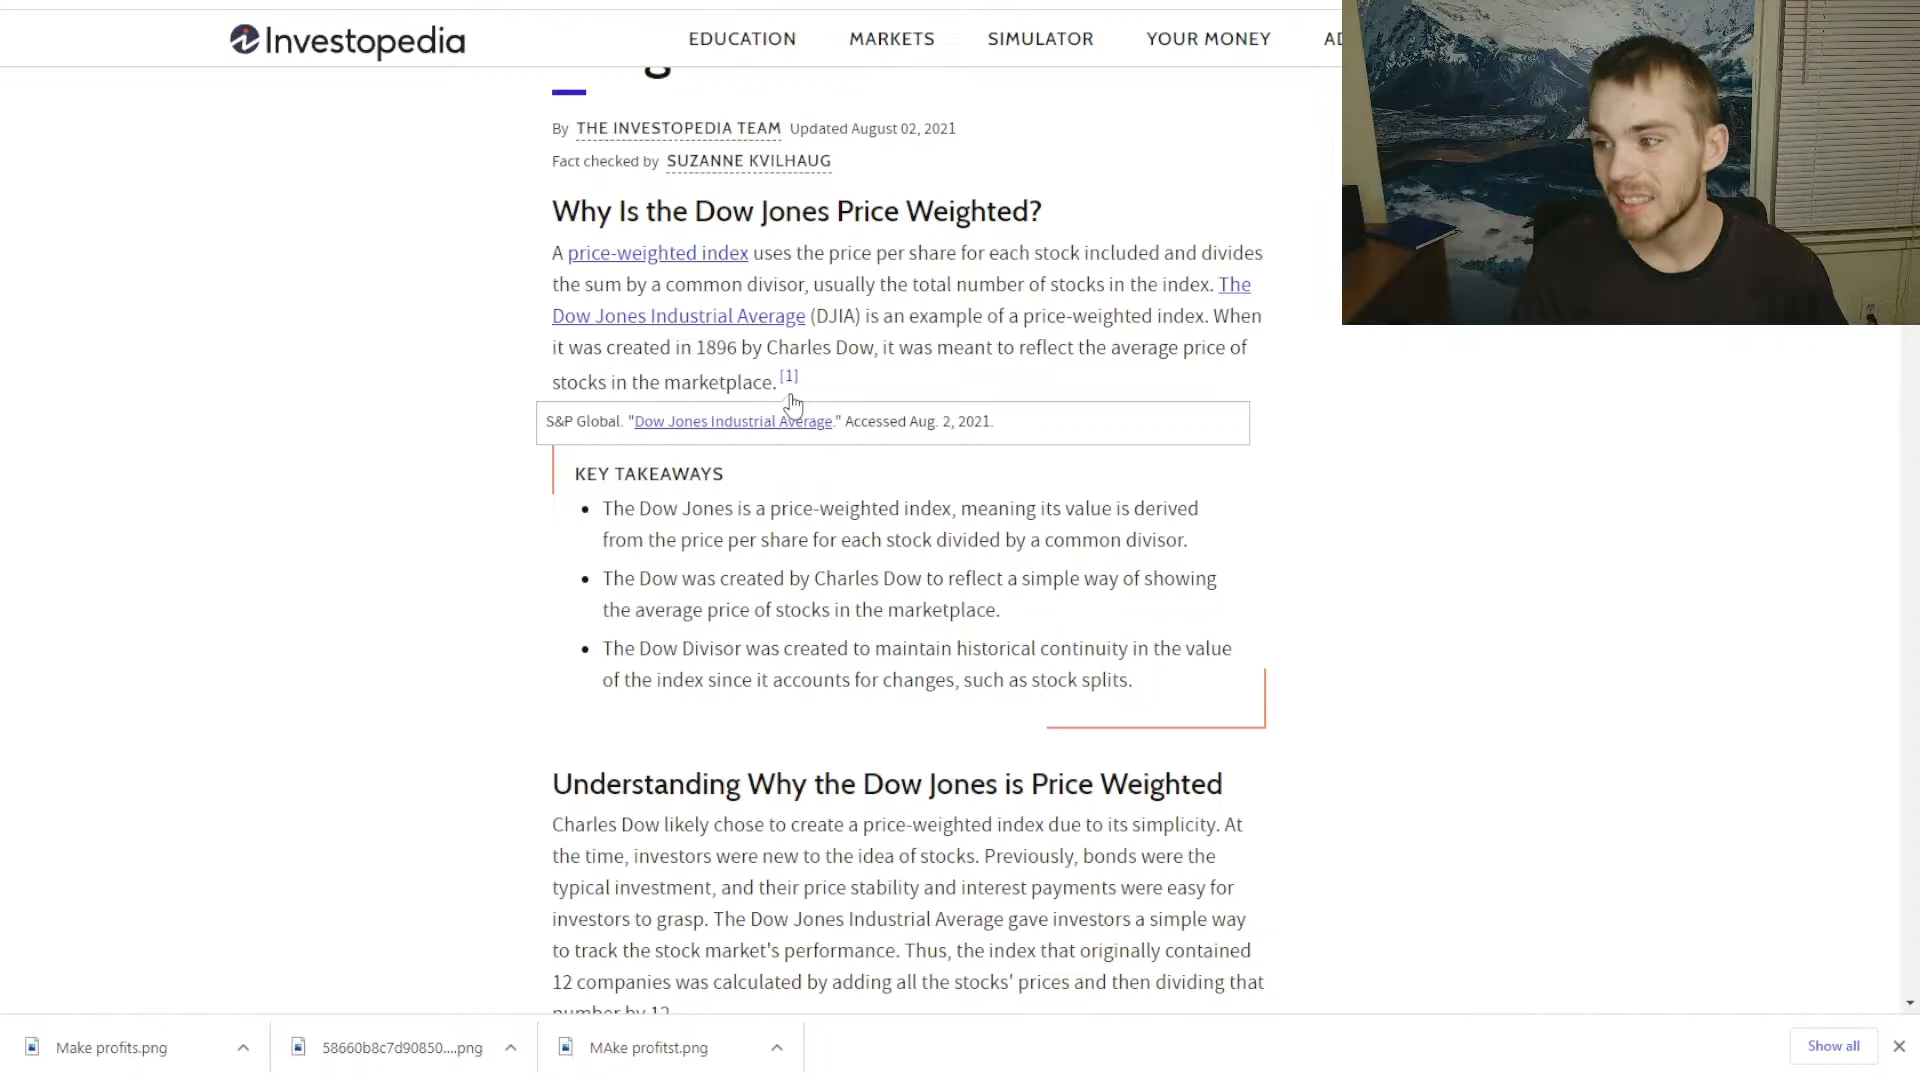 Investopedia
EDUCATION
MARKETS
SIMULATOR
YOUR MONEY
By THE INVESTOPEDIA TEAM Updated August 02, 2021
Fact checked by SUZANNE KVILHAUG
Why Is the Dow Jones Price Weighted?
A price-weighted index uses the price per share for each stock included and divides
the sum by a common divisor, usually the total number of stocks in the index. The
Dow Jones Industrial Average (DJIA) is an example of a price-weighted index. When
it was created in 1896 by Charles Dow, it was meant to reflect the average price of
stocks in the marketplace. [1]
S&P Global. "Dow Jones Industrial Average." Accessed Aug. 2, 2021.
KEY TAKEAWAYS
• The Dow Jones is a price-weighted index, meaning its value is derived
from the price per share for each stock divided by a common divisor.
• The Dow was created by Charles Dow to reflect a simple way of showing
the average price of stocks in the marketplace.
• The Dow Divisor was created to maintain historical continuity in the value
of the index since it accounts for changes, such as stock splits.
Understanding Why the Dow Jones is Price Weighted
Charles Dow likely chose to create a price-weighted index due to its simplicity. At
the time, investors were new to the idea of stocks. Previously, bonds were the
typical investment, and their price stability and interest payments were easy for
investors to grasp. The Dow Jones Industrial Average gave investors a simple way
to track the stock market's performance. Thus, the index that originally contained
12 companies was calculated by adding all the stocks' prices and then dividing that
number by 12.
Make profits.png
58660b8c7d90850....png
MAke profitst.png
Show all